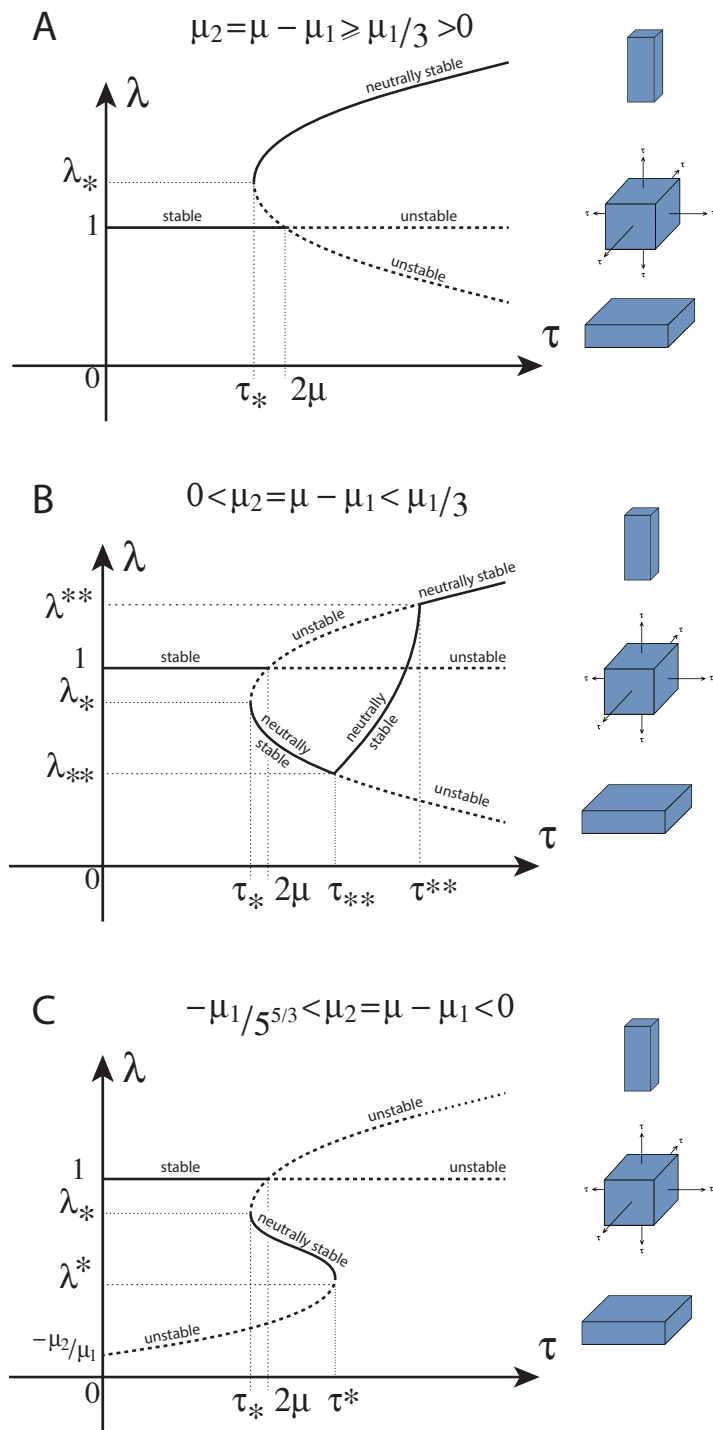 A
μ₂=μ − μ₁ ⩾ μ₁/3 >0
λ
neutrally stable
λ*
1
stable
unstable
unstable
τ
0
τ*
2μ
τ
τ
τ
τ
τ
τ
B
0<μ₂=μ − μ₁<μ₁/3
λ
λ**
neutrally stable
unstable
1
stable
unstable
λ*
neutrally
stable
neutrally
stable
λ**
unstable
τ
0
τ*
2μ
τ**
τ**
τ
τ
τ
τ
τ
τ
C
−μ₁/5^5/3<μ₂=μ − μ₁<0
λ
unstable
1
stable
unstable
λ*
neutrally stable
λ*
unstable
−μ₂/μ₁
τ
0
τ*
2μ
τ*
τ
τ
τ
τ
τ
τ